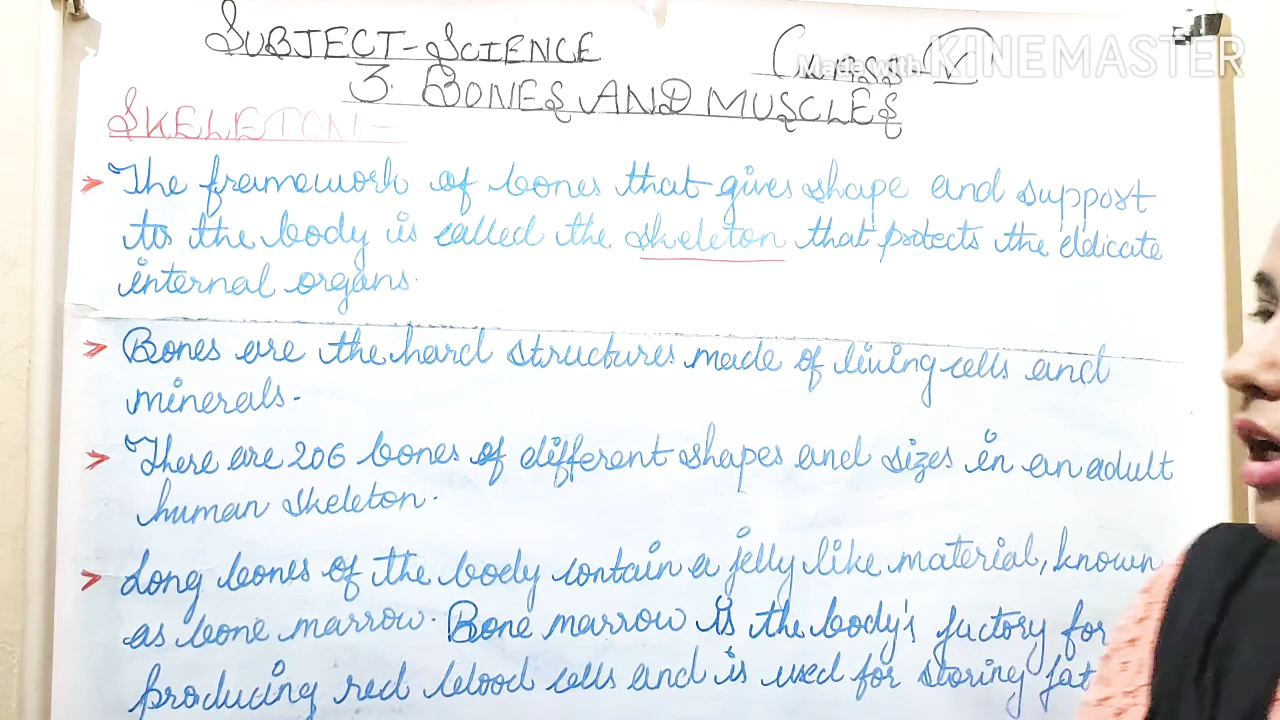 SUBJECT-SCIENCE
CLASS-V
Made with KINEMASTER
3. BONES AND MUSCLES
SKELETON-
➤ The framework of bones that gives shape and support
to the body is called the skeleton that protects the delicate
internal organs.
➤ Bones are the hard structures made of living cells and
minerals.
➤ There are 206 bones of different shapes and sizes in an adult
human skeleton.
➤ Long bones of the body contain a jelly like material, known
as bone marrow. Bone marrow is the body's factory for
producing red blood cells and is used for storing fat